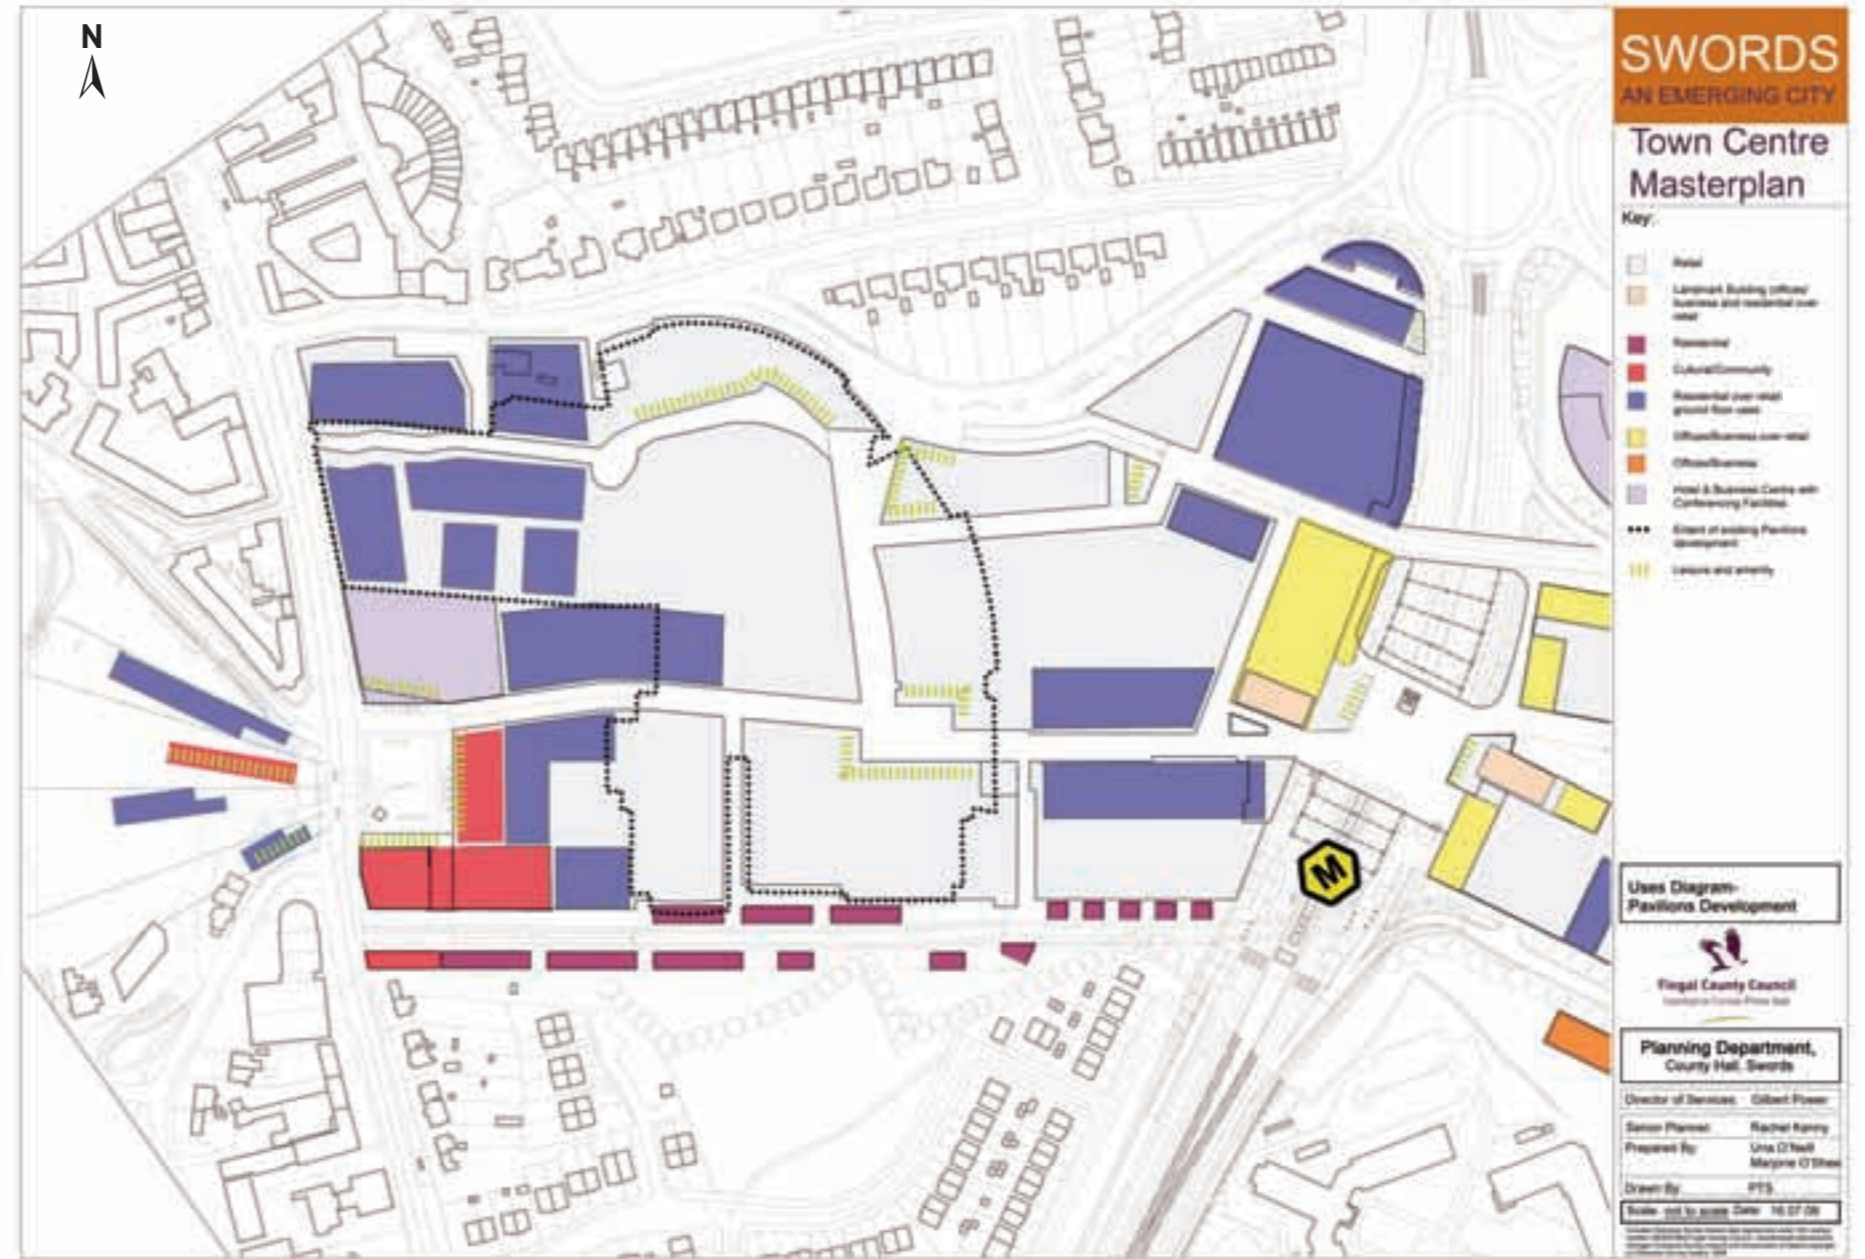 N
SWORDS
AN EMERGING CITY
Town Centre
Masterplan
Key:
Retail
Landmark Building (offices/
business and residential over
retail
Residential
Cultural/Community
Residential over retail
ground floor uses
Offices/Business over retail
Offices/Business
Hotel & Business Centre with
Conferencing Facilities
Extent of existing Pavilions
development
Leisure and amenity
M
Uses Diagram-
Pavilions Development
Fingal County Council
Planning Department,
County Hall, Swords
Director of Services: Gilbert Power
Senior Planner: Rachel Kenny
Prepared By: Una O'Neill
Marjorie O'Shea
Drawn By: PTS
Scale: not to scale Date: 16.07.08